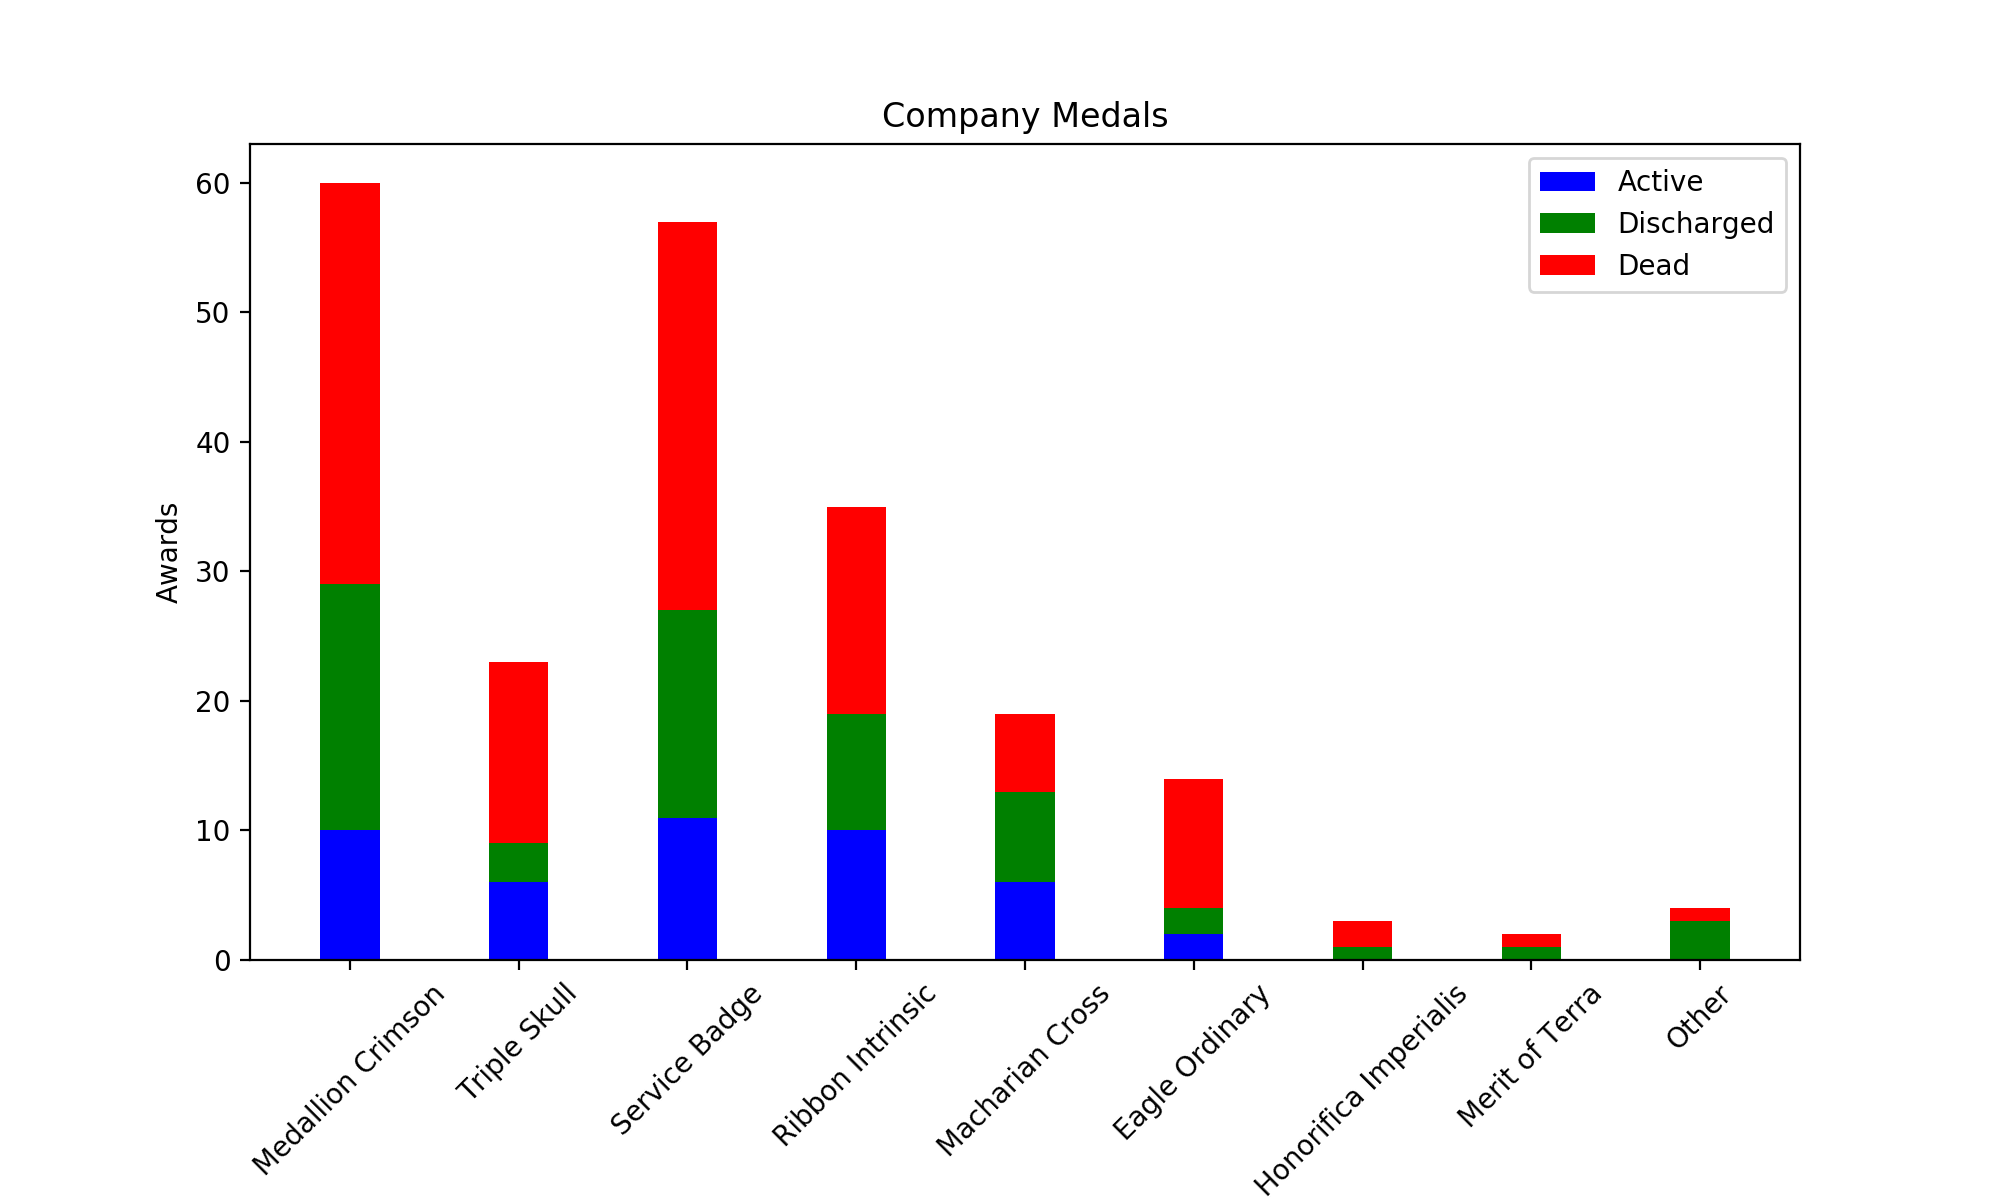 Company Medals
Active
Discharged
Dead
Awards
60
50
40
30
20
10
0
Medallion Crimson
Triple Skull
Service Badge
Ribbon Intrinsic
Macharian Cross
Eagle Ordinary
Honorifica Imperialis
Merit of Terra
Other